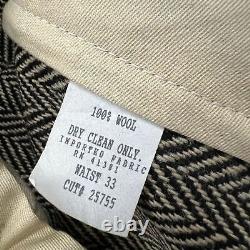 100% WOOL
DRY CLEAN ONLY.
IMPORTED FABRIC
RN 41381
WAIST 33
CUT# 25755